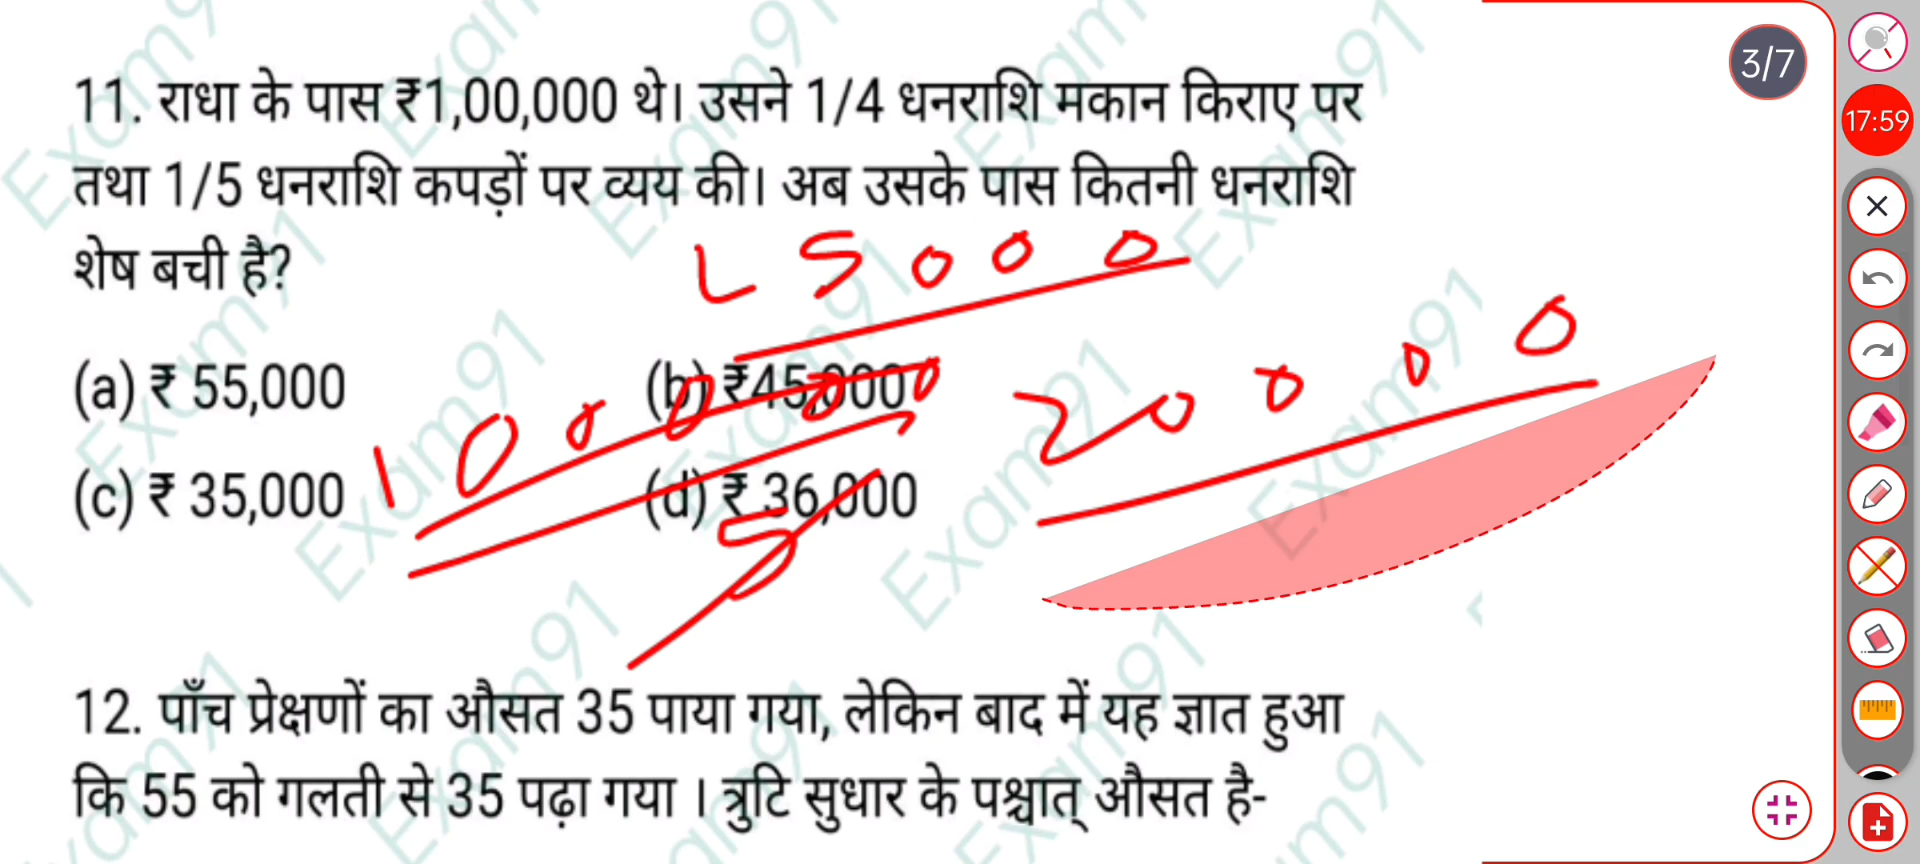 3/7
17:59
11. राधा के पास ₹1,00,000 थे। उसने 1/4 धनराशि मकान किराए पर
तथा 1/5 धनराशि कपड़ों पर व्यय की। अब उसके पास कितनी धनराशि
शेष बची है?
5000
(a) ₹ 55,000 (b) ₹45,000
100000
20000
(c) ₹ 35,000 (d) ₹ 36,000
5
12. पाँच प्रेक्षणों का औसत 35 पाया गया, लेकिन बाद में यह ज्ञात हुआ
कि 55 को गलती से 35 पढ़ा गया । त्रुटि सुधार के पश्चात् औसत है-
Exam91